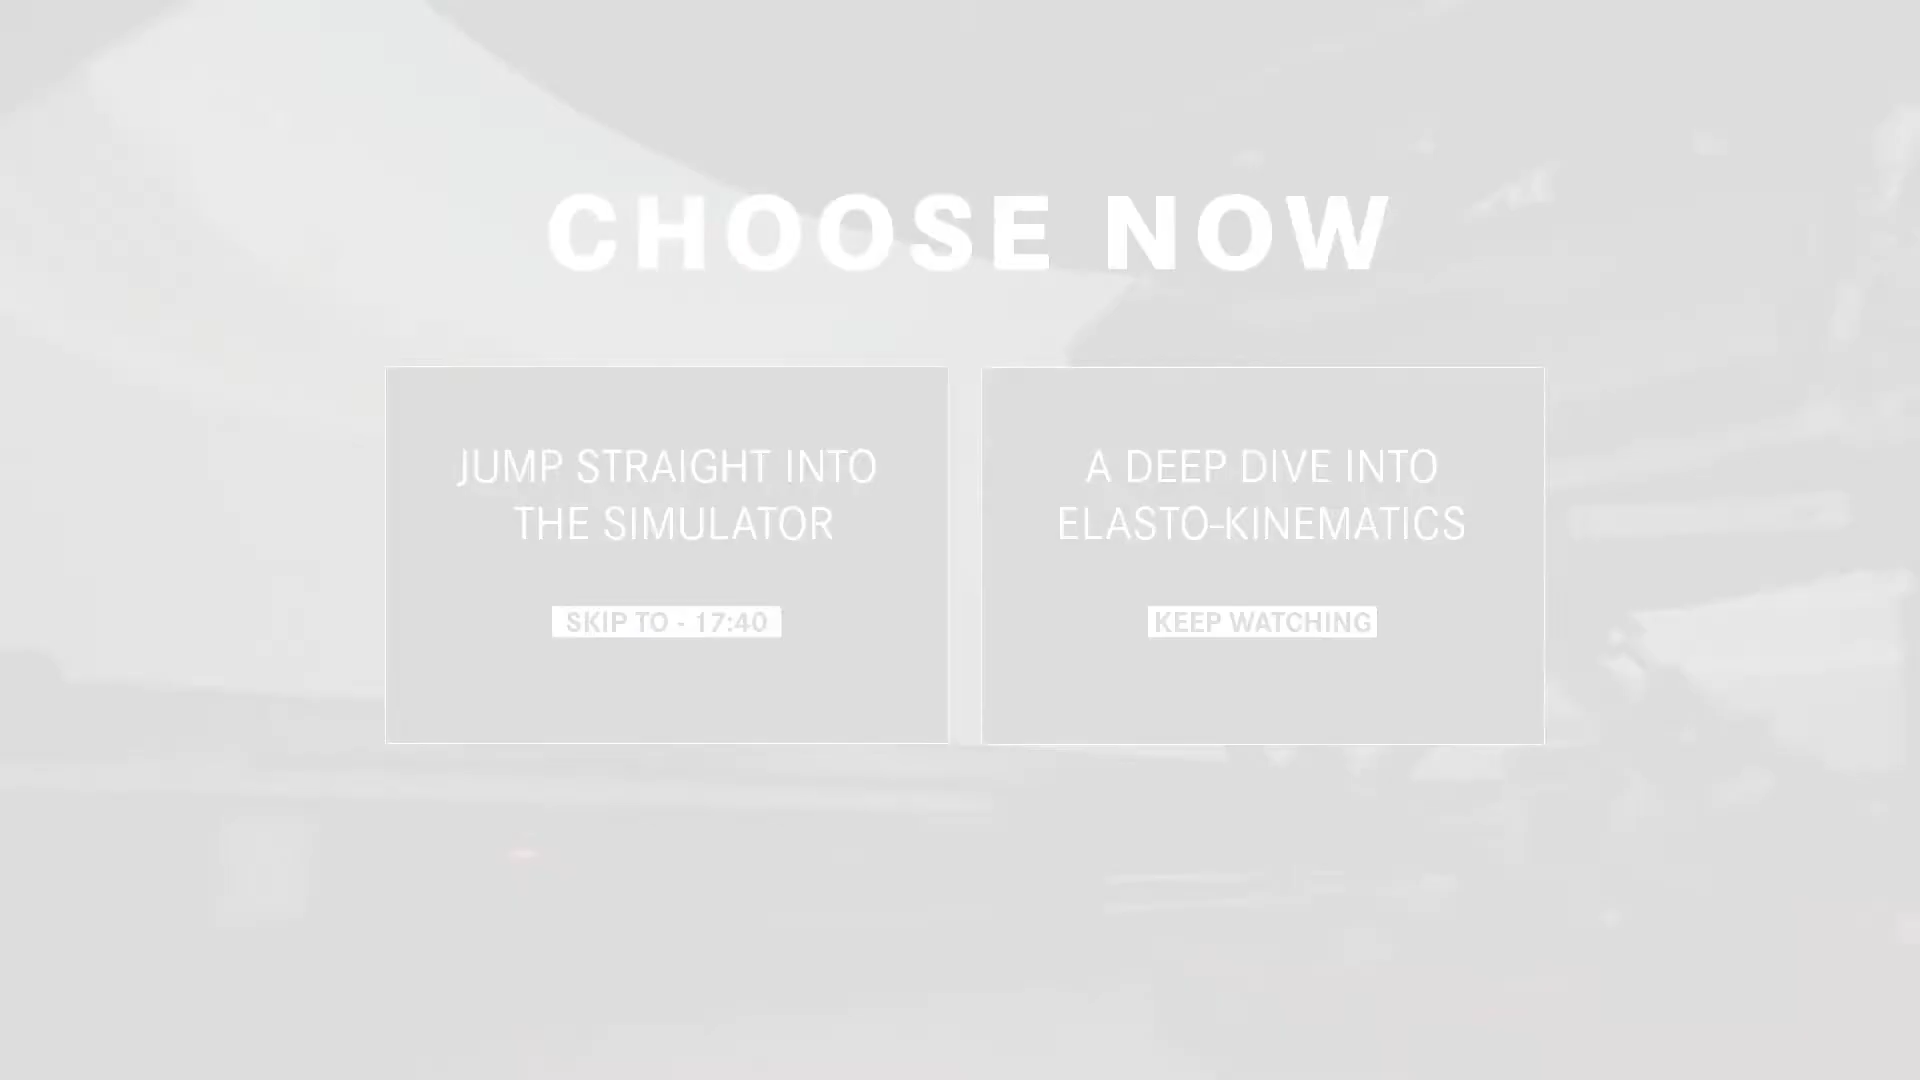 CHOOSE NOW
JUMP STRAIGHT INTO
THE SIMULATOR
SKIP TO - 17:40
A DEEP DIVE INTO
ELASTO-KINEMATICS
KEEP WATCHING